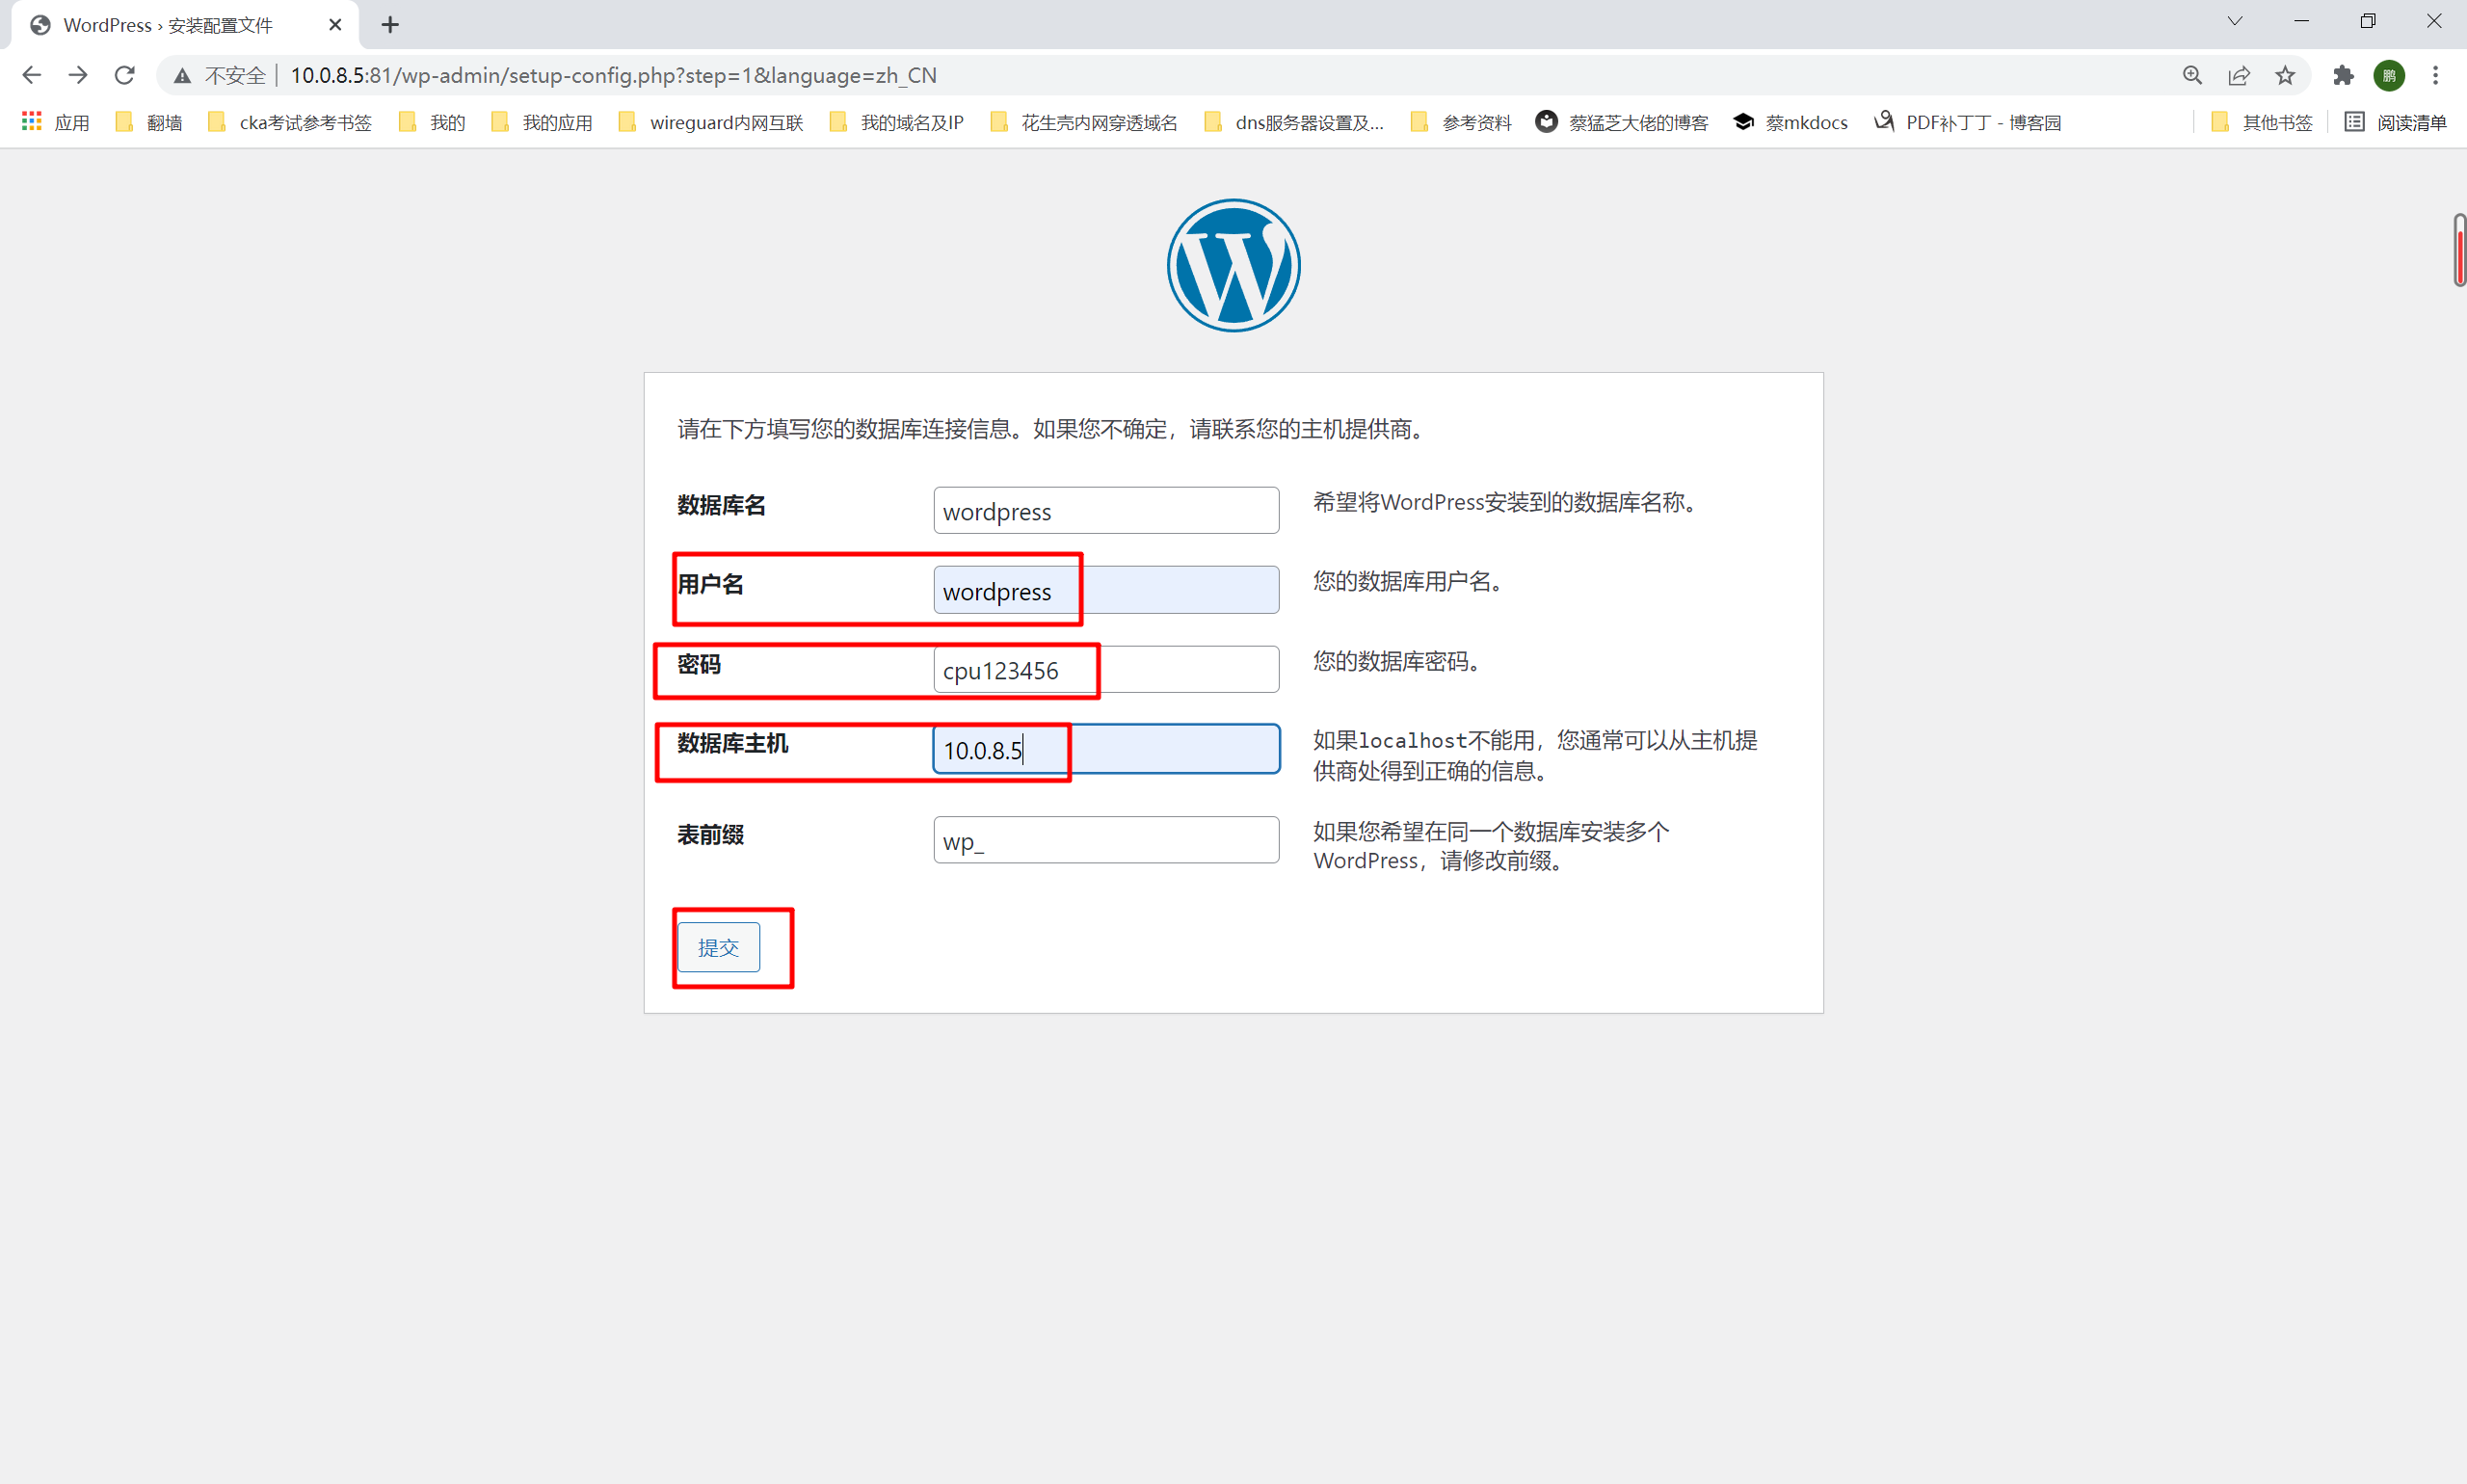 WordPress › 安装配置文件
不安全 10.0.8.5:81/wp-admin/setup-config.php?step=1&language=zh_CN
鹏
应用 翻墙 cka考试参考书签 我的 我的应用 wireguard内网互联 我的域名及IP 花生壳内网穿透域名 dns服务器设置及... 参考资料 蔡猛芝大佬的博客 蔡mkdocs PDF补丁丁 - 博客园 其他书签 阅读清单
请在下方填写您的数据库连接信息。如果您不确定，请联系您的主机提供商。
数据库名 wordpress 希望将WordPress安装到的数据库名称。
用户名 wordpress 您的数据库用户名。
密码 cpu123456 您的数据库密码。
数据库主机 10.0.8.5 如果localhost不能用，您通常可以从主机提
供商处得到正确的信息。
表前缀 wp_ 如果您希望在同一个数据库安装多个
WordPress，请修改前缀。
提交